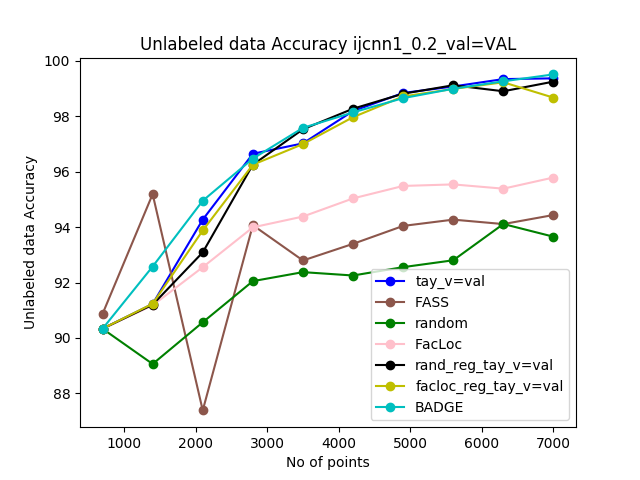 Unlabeled data Accuracy ijcnn1_0.2_val=VAL
100
98
96
94
92
90
88
Unlabeled data Accuracy
tay_v=val
FASS
random
FacLoc
rand_reg_tay_v=val
facloc_reg_tay_v=val
BADGE
1000 2000 3000 4000 5000 6000 7000
No of points